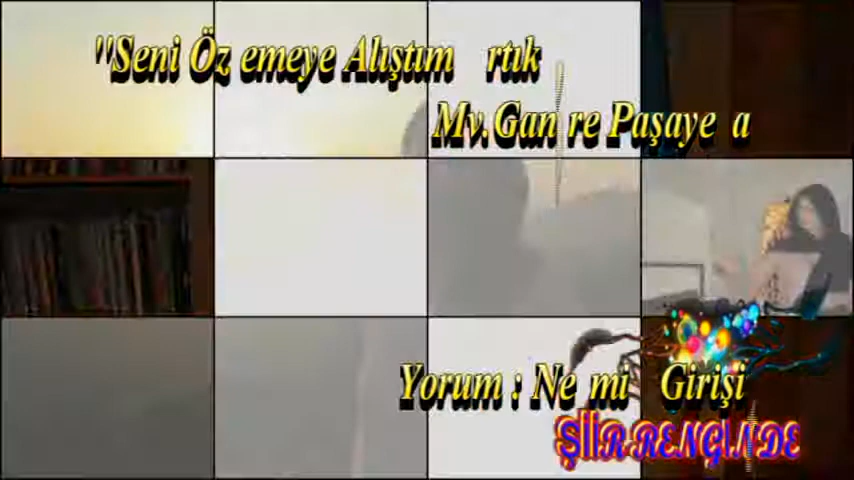 "Seni Öz emeye Alıştım rtık
Mv. Gan re Paşaye a
Yorum : Ne mi Girişi
ŞİİR RENGİNDE